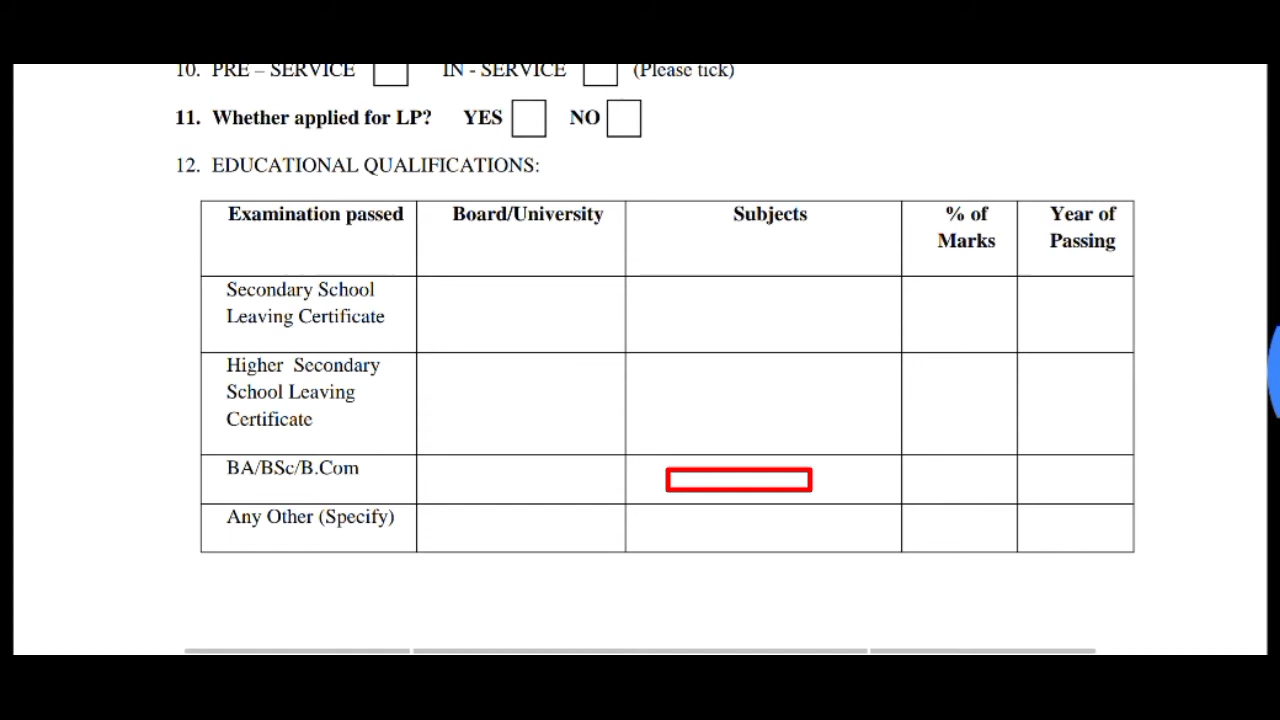 10. PRE – SERVICE IN - SERVICE (Please tick)
11. Whether applied for LP? YES NO
12. EDUCATIONAL QUALIFICATIONS:
Examination passed Board/University Subjects % of Marks Year of Passing
Secondary School
Leaving Certificate
Higher Secondary
School Leaving
Certificate
BA/BSc/B.Com
Any Other (Specify)